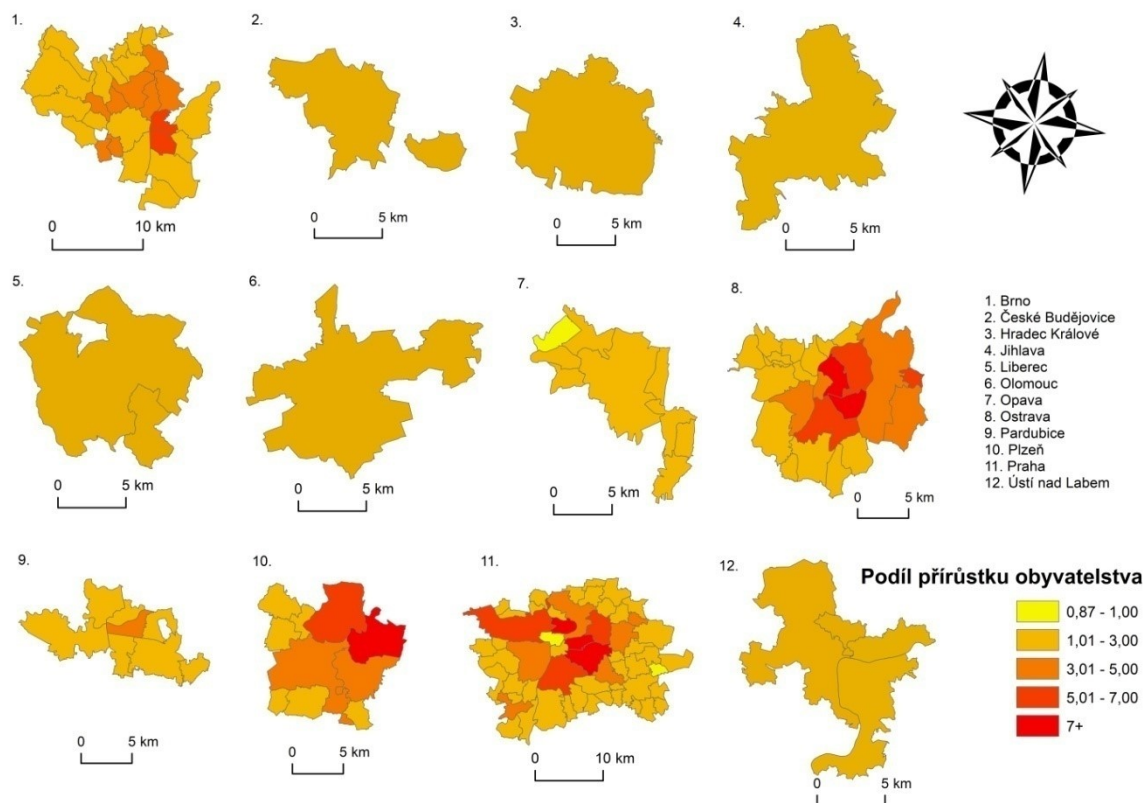 1.
0 10 km
2.
0 5 km
3.
0 5 km
4.
0 5 km
5.
0 5 km
6.
0 5 km
7.
0 5 km
8.
0 5 km
1. Brno
2. České Budějovice
3. Hradec Králové
4. Jihlava
5. Liberec
6. Olomouc
7. Opava
8. Ostrava
9. Pardubice
10. Plzeň
11. Praha
12. Ústí nad Labem
9.
0 5 km
10.
0 5 km
11.
0 10 km
12.
0 5 km
Podíl přírůstku obyvatelstva
0,87 - 1,00
1,01 - 3,00
3,01 - 5,00
5,01 - 7,00
7+